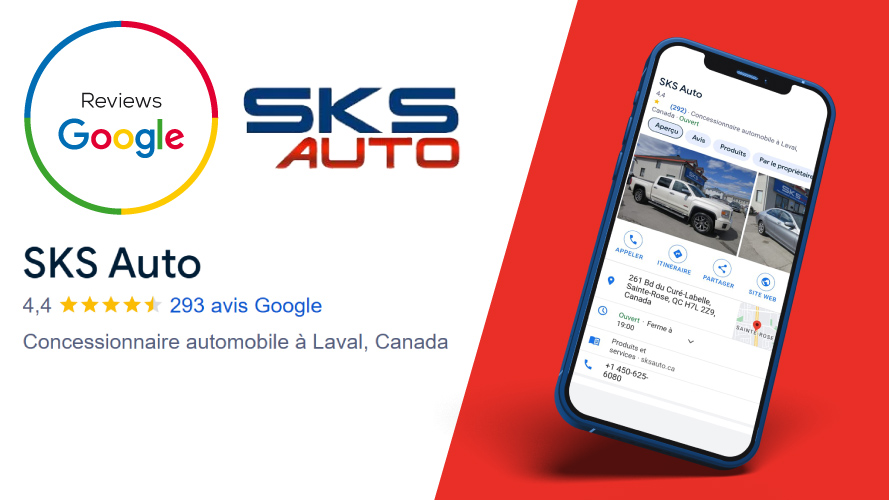 Reviews
Google
SKS
AUTO
SKS Auto
4,4 293 avis Google
Concessionnaire automobile à Laval, Canada
SKS Auto
4,4
(292) · Concessionnaire automobile à Laval,
Canada · Ouvert
Aperçu Avis Produits Par le propriétaire
SKS
APPELER ITINÉRAIRE PARTAGER SITE WEB
261 Bd du Curé-Labelle,
Sainte-Rose, QC H7L 2Z9,
Canada
SAINTE-ROSE
Ouvert · Ferme à
19:00
Produits et
services · sksauto.ca
+1 450-625-
6080